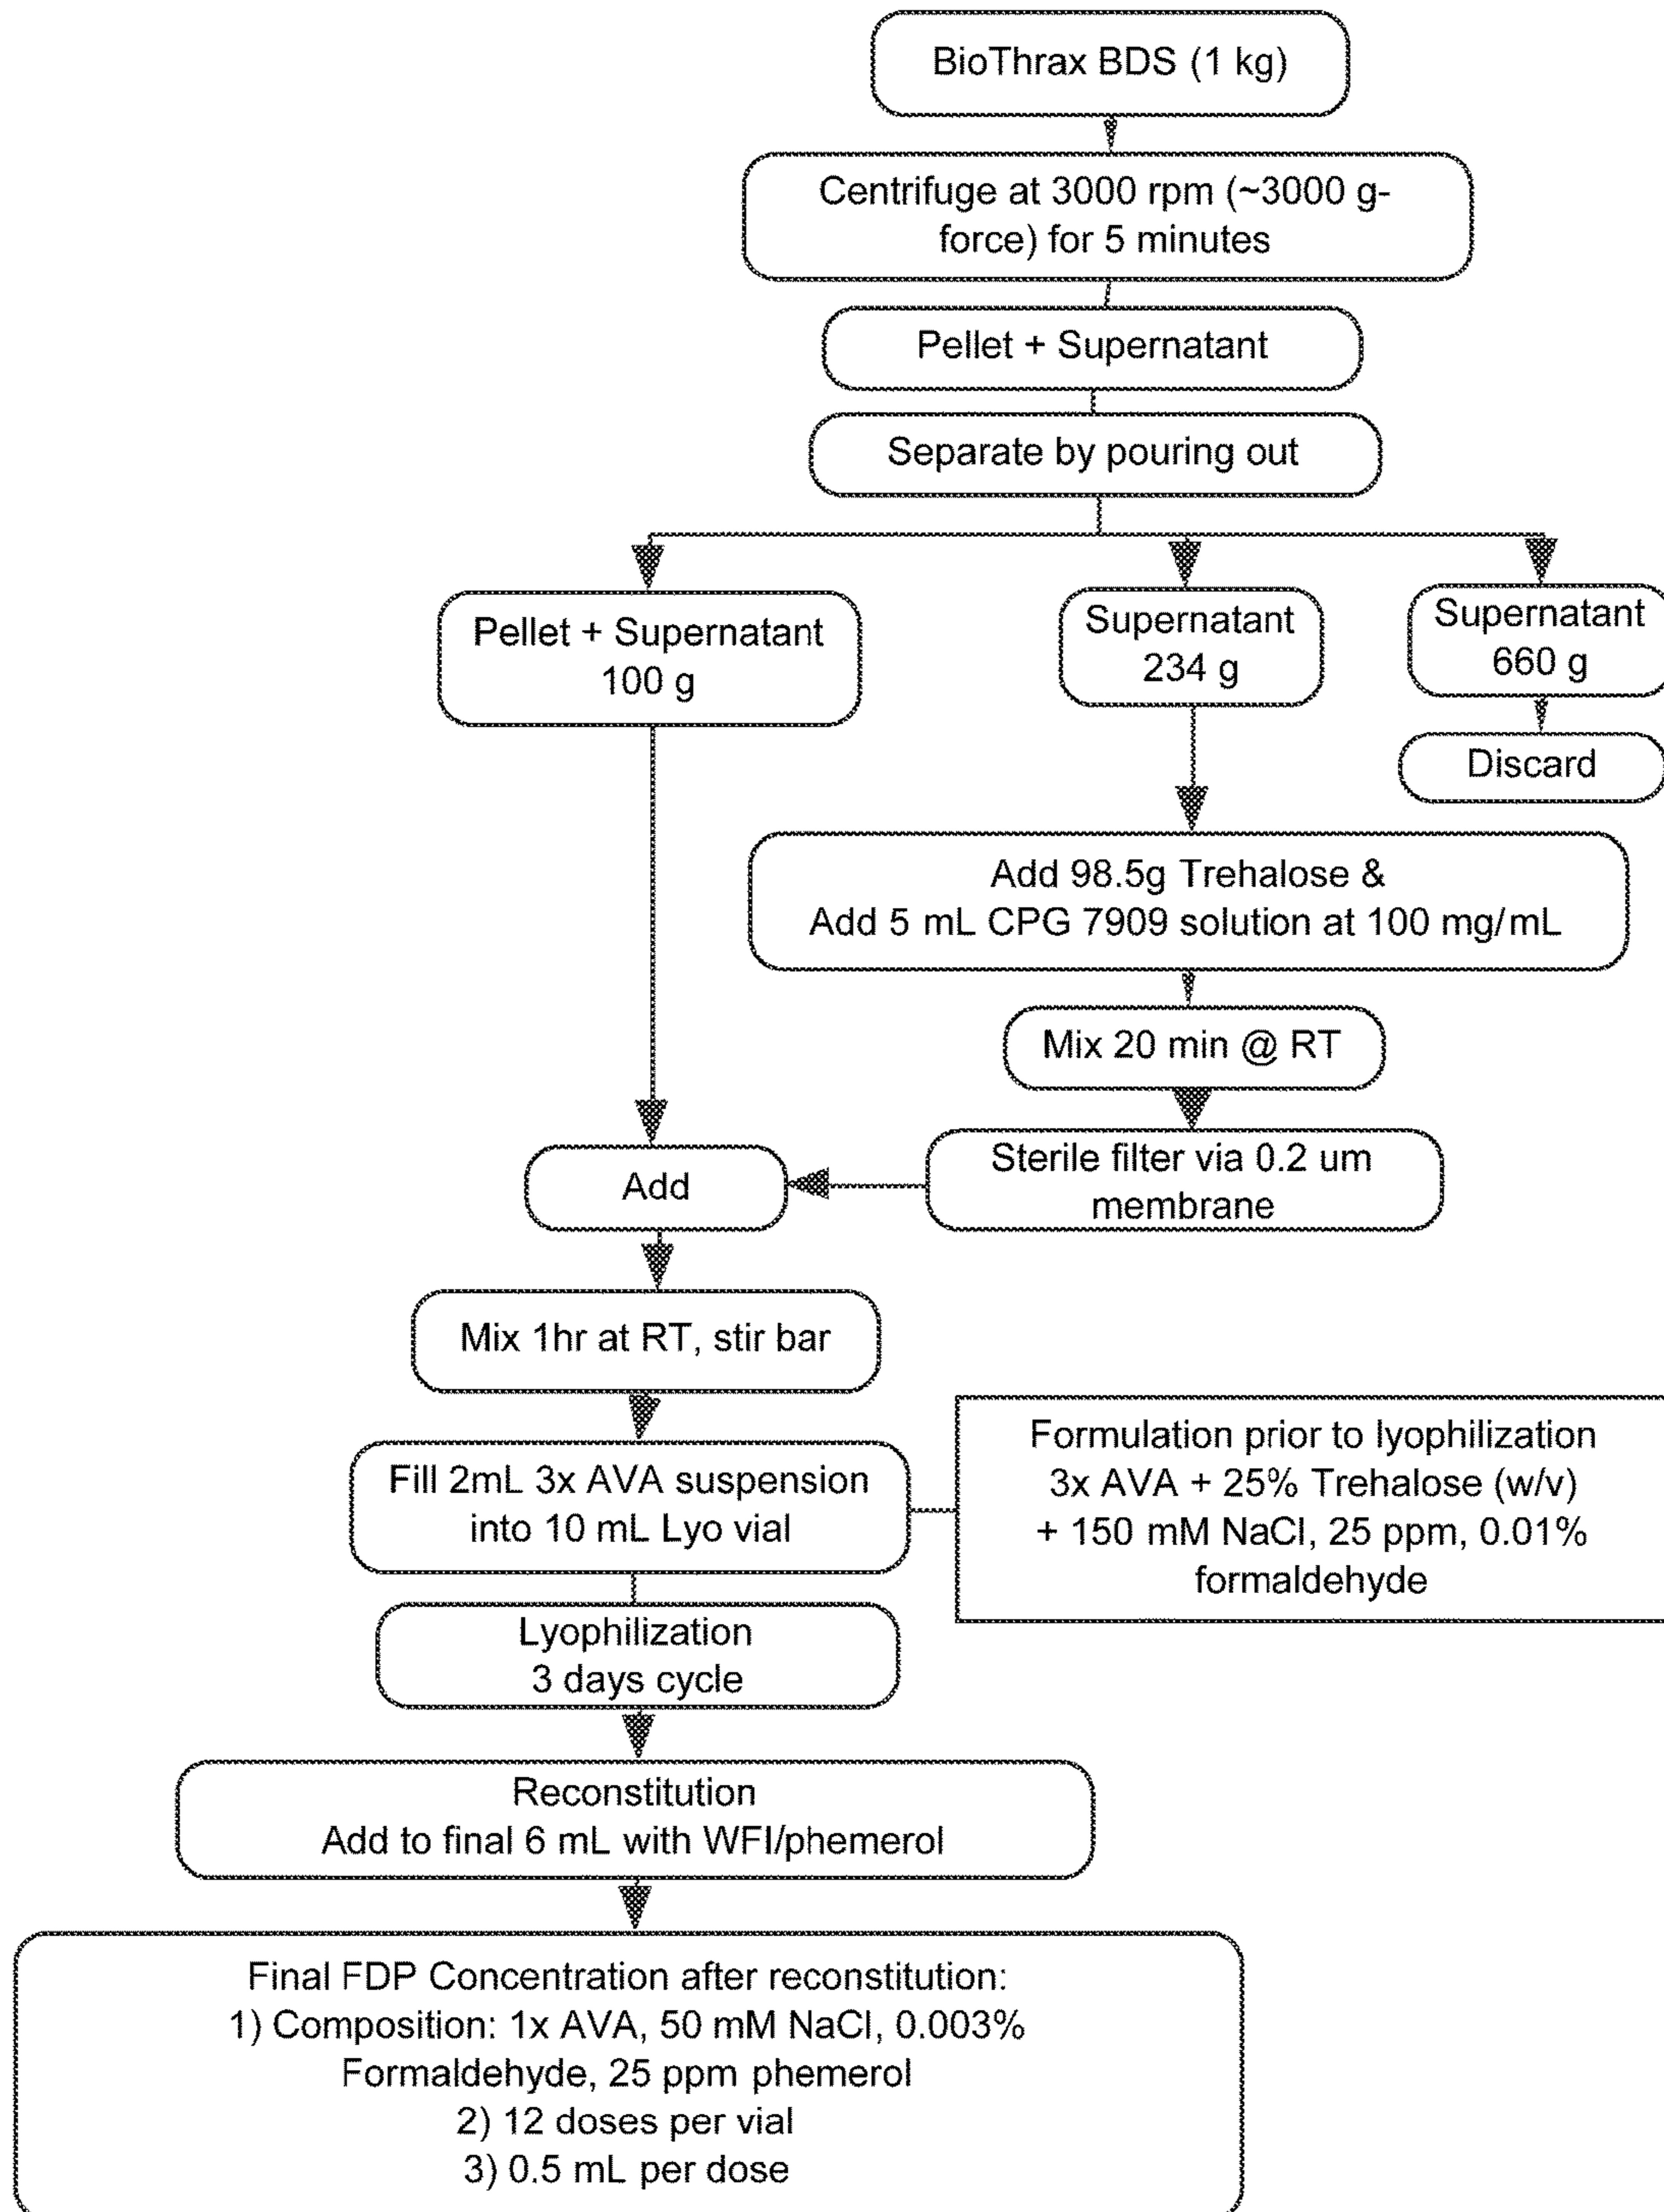 BioThrax BDS (1 kg)
Centrifuge at 3000 rpm (~3000 g-
force) for 5 minutes
Pellet + Supernatant
Separate by pouring out
Pellet + Supernatant
100 g
Supernatant
234 g
Supernatant
660 g
Discard
Add 98.5g Trehalose &
Add 5 mL CPG 7909 solution at 100 mg/mL
Mix 20 min @ RT
Sterile filter via 0.2 um
membrane
Add
Mix 1hr at RT, stir bar
Fill 2mL 3x AVA suspension
into 10 mL Lyo vial
Formulation prior to lyophilization
3x AVA + 25% Trehalose (w/v)
+ 150 mM NaCl, 25 ppm, 0.01%
formaldehyde
Lyophilization
3 days cycle
Reconstitution
Add to final 6 mL with WFI/phemerol
Final FDP Concentration after reconstitution:
1) Composition: 1x AVA, 50 mM NaCl, 0.003%
Formaldehyde, 25 ppm phemerol
2) 12 doses per vial
3) 0.5 mL per dose